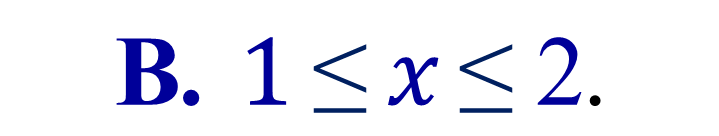 B. 1 ≤ x ≤ 2.